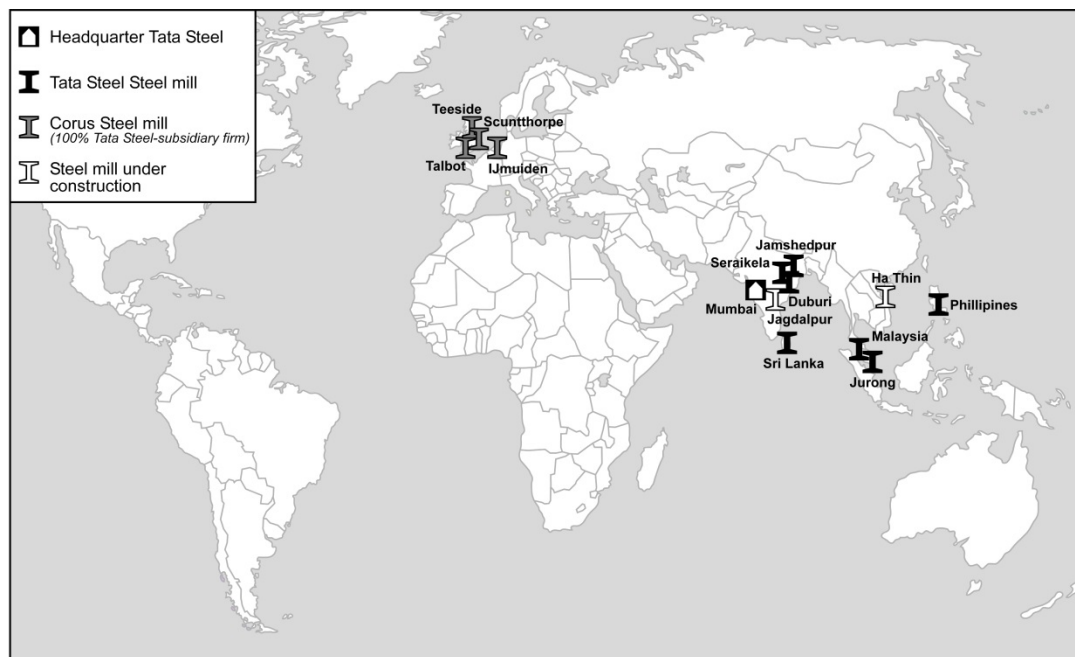 Headquarter Tata Steel
Tata Steel Steel mill
Corus Steel mill
(100% Tata Steel-subsidiary firm)
Steel mill under
construction
Teeside
Scuntthorpe
Talbot
IJmuiden
Jamshedpur
Seraikela
Ha Thin
Mumbai
Duburi
Phillipines
Jagdalpur
Malaysia
Sri Lanka
Jurong